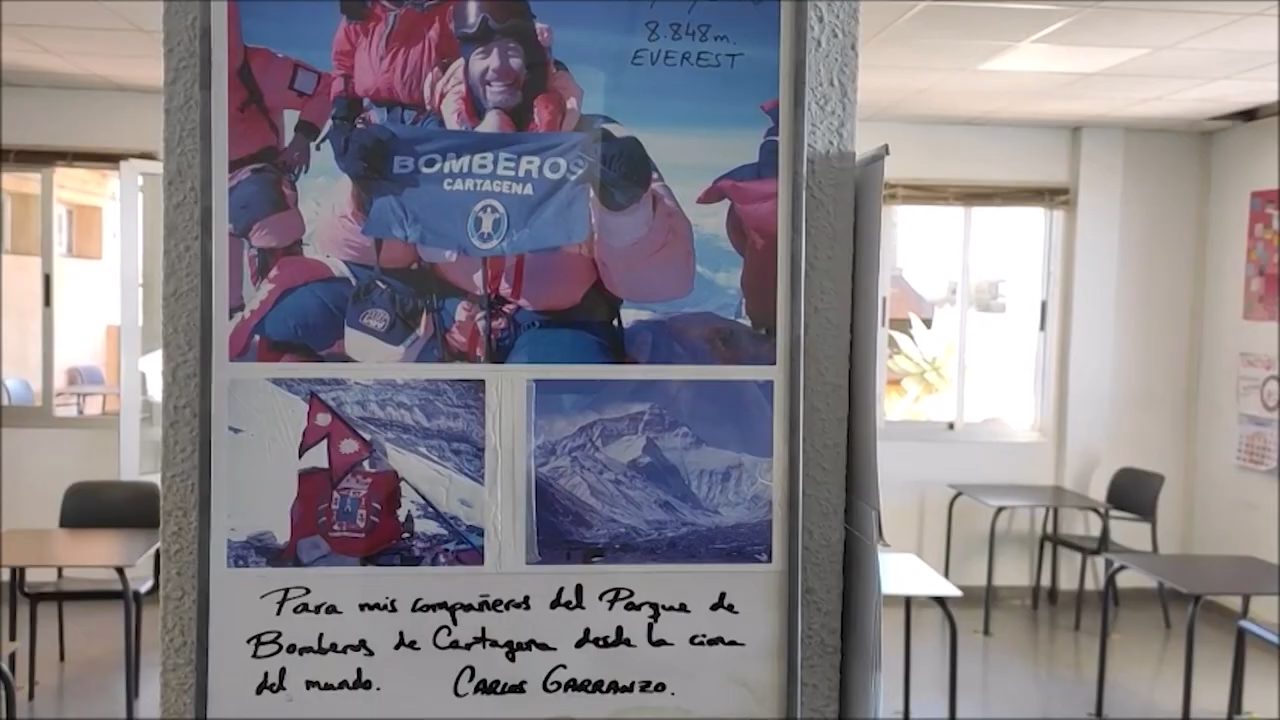 8.848m.
EVEREST
BOMBEROS
CARTAGENA
Para mis compañeros del Parque de
Bomberos de Cartagena desde la cima
del mundo. CARLOS GARRANZO.